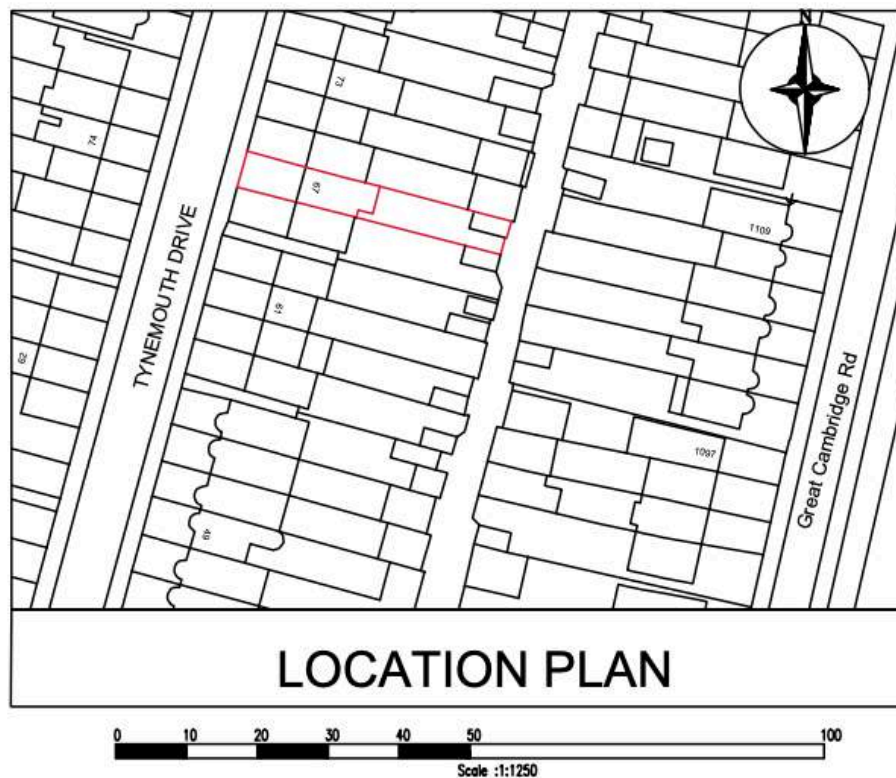 N
73
74
67
TYNEMOUTH DRIVE
1109
61
62
Great Cambridge Rd
1097
49
LOCATION PLAN
0 10 20 30 40 50 100
Scale :1:1250